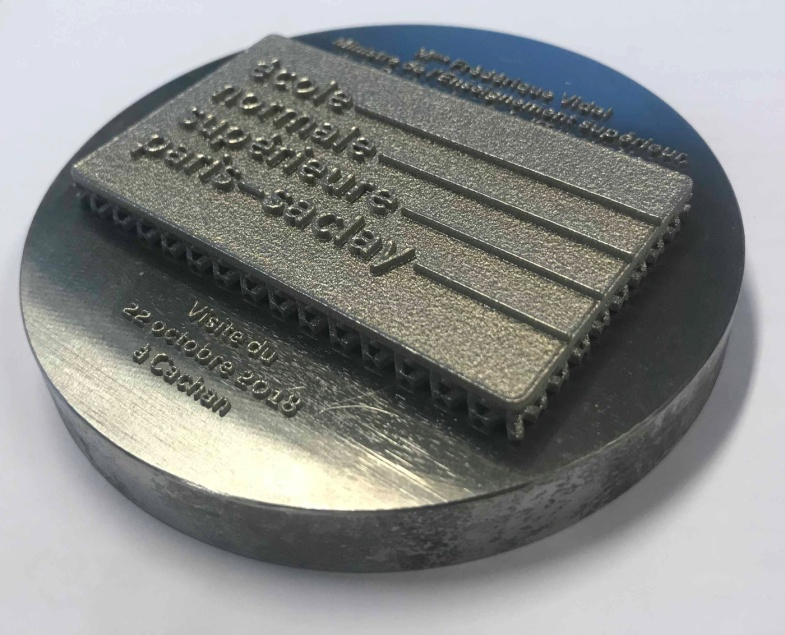 Mme Frédérique Vidal
Ministre de l'Enseignement supérieur,
école
normale
supérieure
paris-saclay
Visite du
22 octobre 2018
à Cachan